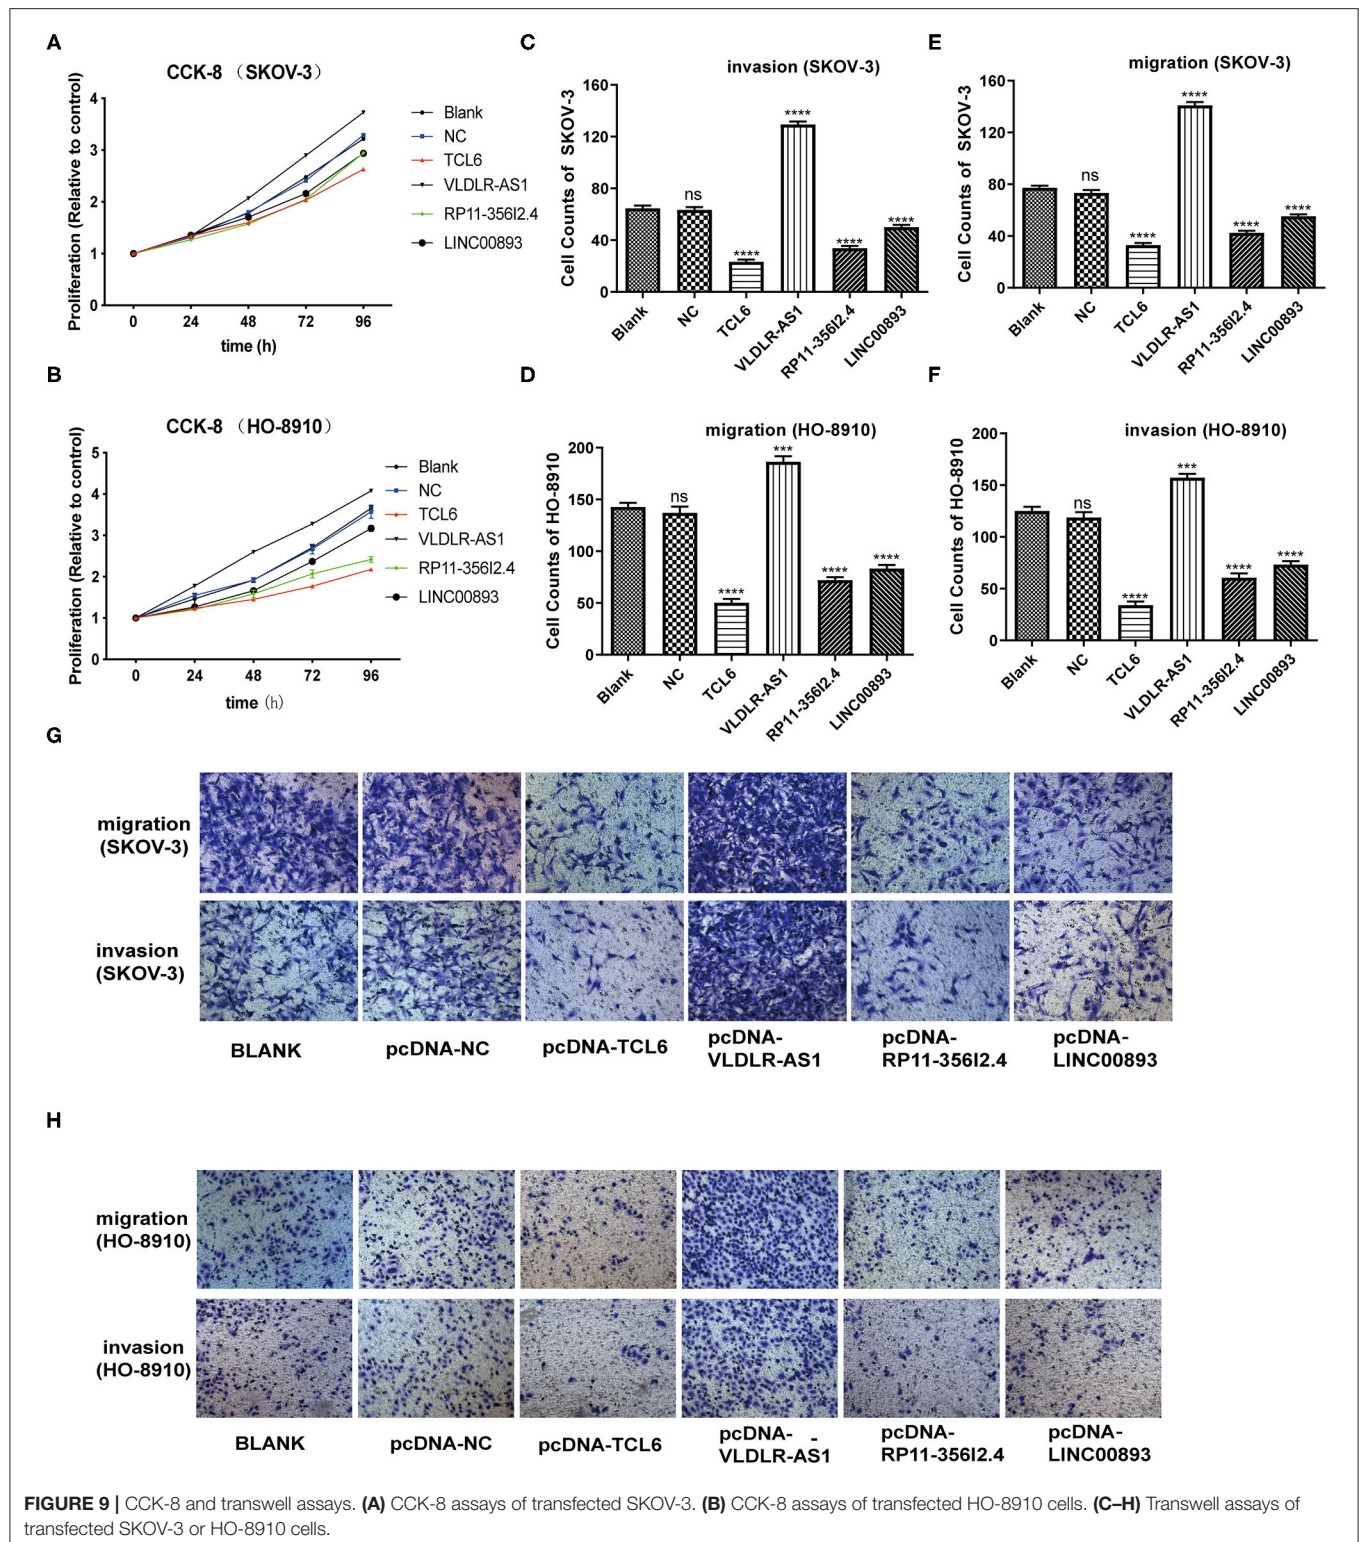 A
CCK-8 （SKOV-3）
Proliferation (Relative to control)
4
3
2
1
0
0 24 48 72 96
time (h)
Blank
NC
TCL6
VLDLR-AS1
RP11-356I2.4
LINC00893
C
invasion (SKOV-3)
Cell Counts of SKOV-3
160
120
80
40
0
ns
****
****
****
****
Blank
NC
TCL6
VLDLR-AS1
RP11-356I2.4
LINC00893
E
migration (SKOV-3)
Cell Counts of SKOV-3
160
120
80
40
0
ns
****
****
****
****
Blank
NC
TCL6
VLDLR-AS1
RP11-356I2.4
LINC00893
B
CCK-8 （HO-8910）
Proliferation (Relative to control)
5
4
3
2
1
0
0 24 48 72 96
time (h)
Blank
NC
TCL6
VLDLR-AS1
RP11-356I2.4
LINC00893
D
migration (HO-8910)
Cell Counts of HO-8910
200
150
100
50
0
ns
****
***
****
****
Blank
NC
TCL6
VLDLR-AS1
RP11-356I2.4
LINC00893
F
invasion (HO-8910)
Cell Counts of HO-8910
200
150
100
50
0
ns
****
***
****
****
Blank
NC
TCL6
VLDLR-AS1
RP11-356I2.4
LINC00893
G
migration
(SKOV-3)
invasion
(SKOV-3)
BLANK
pcDNA-NC
pcDNA-TCL6
pcDNA-
VLDLR-AS1
pcDNA-
RP11-356I2.4
pcDNA-
LINC00893
H
migration
(HO-8910)
invasion
(HO-8910)
BLANK
pcDNA-NC
pcDNA-TCL6
pcDNA- -
VLDLR-AS1
pcDNA-
RP11-356I2.4
pcDNA-
LINC00893
FIGURE 9 | CCK-8 and transwell assays. (A) CCK-8 assays of transfected SKOV-3. (B) CCK-8 assays of transfected HO-8910 cells. (C–H) Transwell assays of
transfected SKOV-3 or HO-8910 cells.